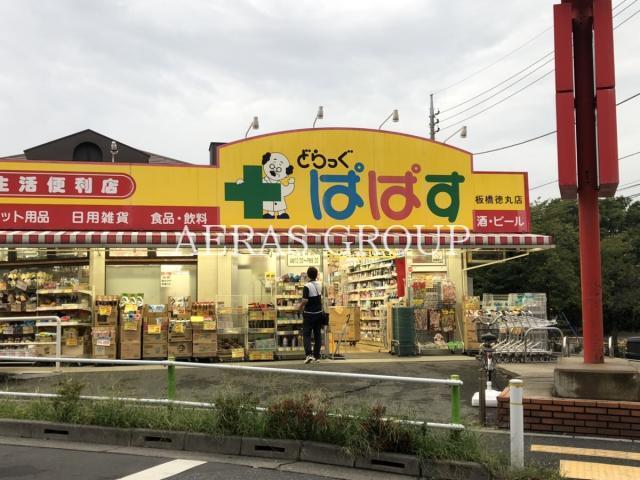 どらっぐ
ぱぱす
板橋徳丸店
生活便利店
ット用品
日用雑貨
食品・飲料
酒・ビール
AERAS GROUP